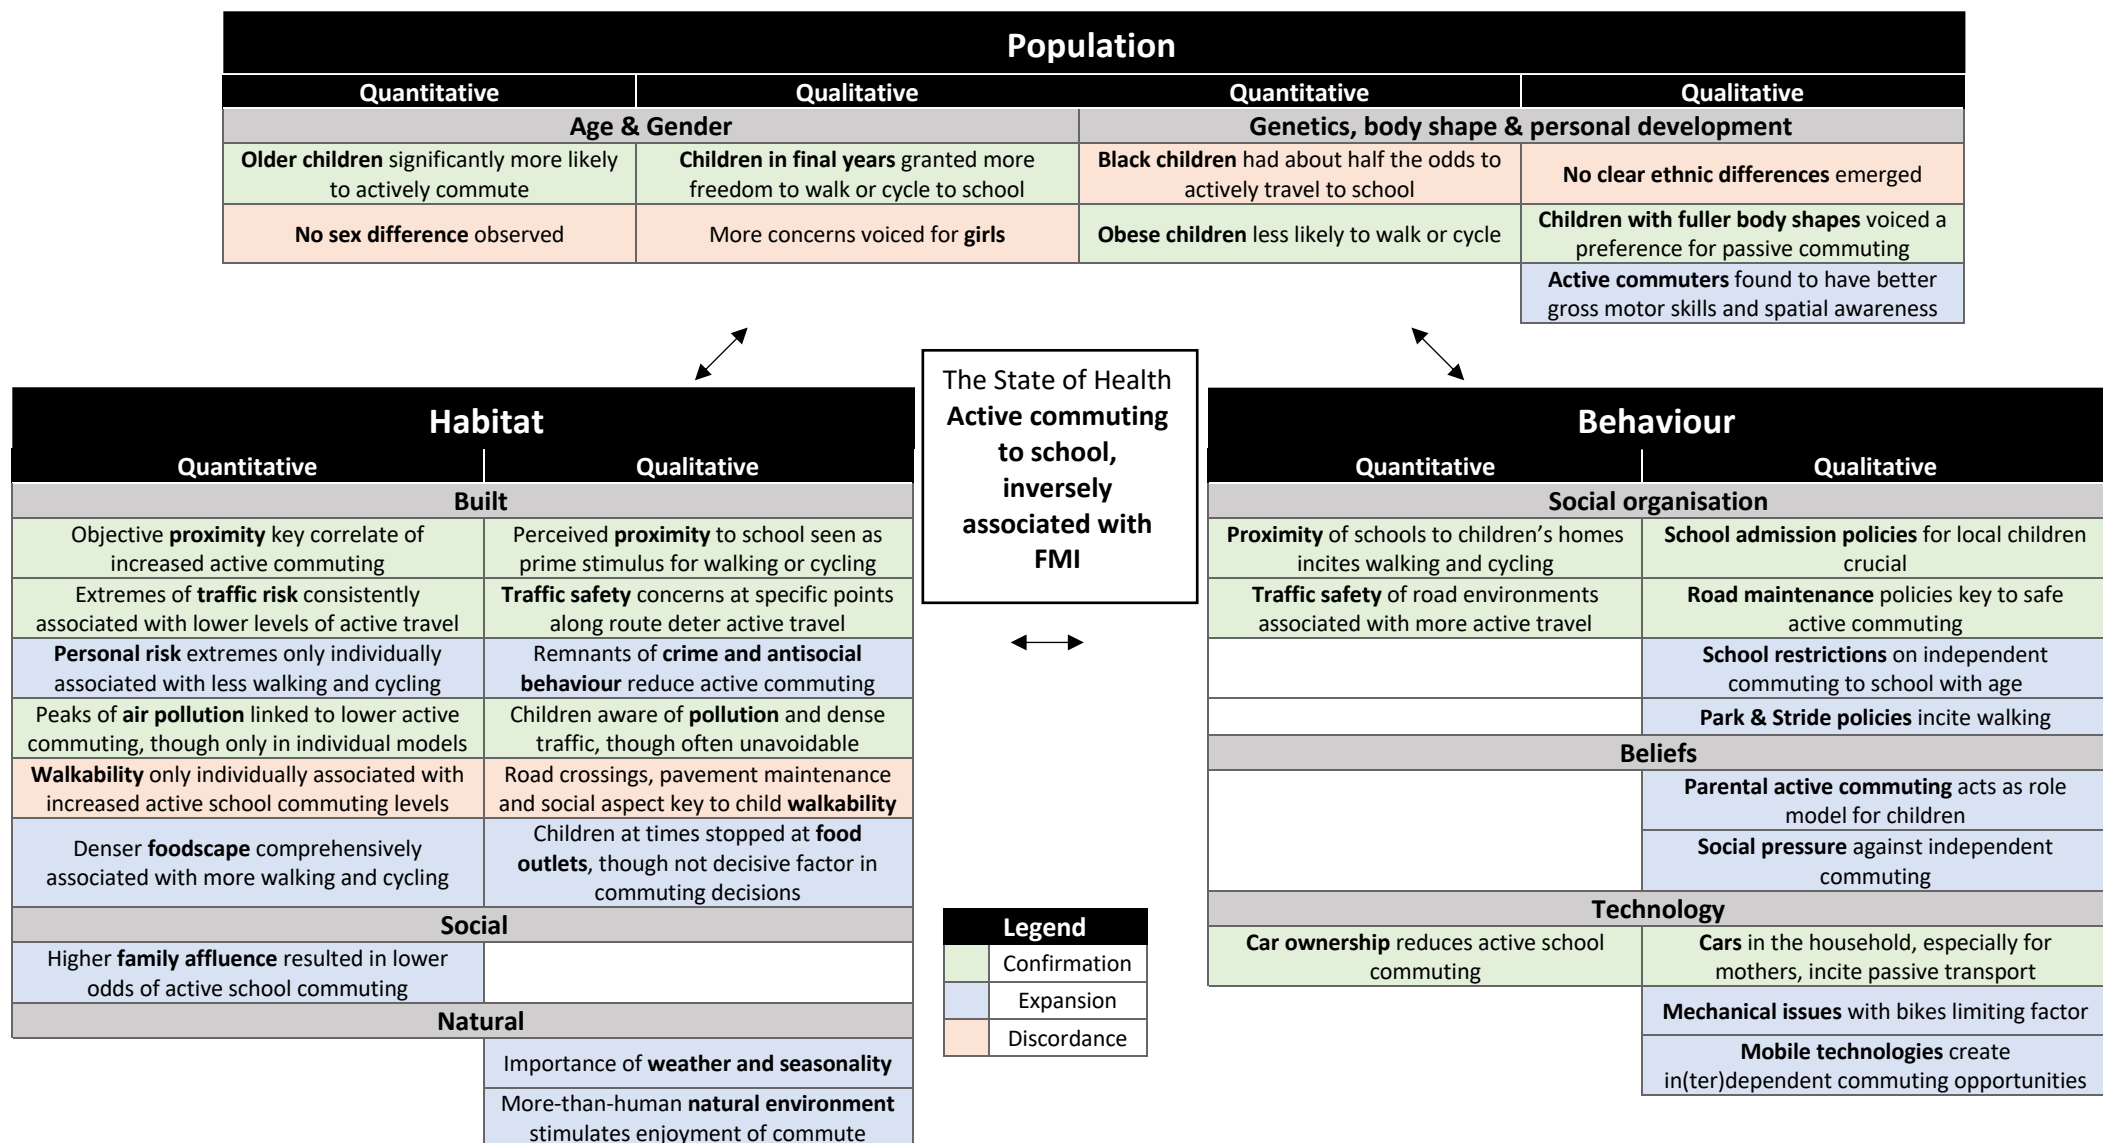 Population
Quantitative
Qualitative
Quantitative
Qualitative
Age & Gender
Genetics, body shape & personal development
Older children significantly more likely
to actively commute
Children in final years granted more
freedom to walk or cycle to school
Black children had about half the odds to
actively travel to school
No clear ethnic differences emerged
No sex difference observed
More concerns voiced for girls
Obese children less likely to walk or cycle
Children with fuller body shapes voiced a
preference for passive commuting
Active commuters found to have better
gross motor skills and spatial awareness
The State of Health
Active commuting
to school,
inversely
associated with
FMI
Habitat
Quantitative
Qualitative
Built
Objective proximity key correlate of
increased active commuting
Perceived proximity to school seen as
prime stimulus for walking or cycling
Extremes of traffic risk consistently
associated with lower levels of active travel
Traffic safety concerns at specific points
along route deter active travel
Personal risk extremes only individually
associated with less walking and cycling
Remnants of crime and antisocial
behaviour reduce active commuting
Peaks of air pollution linked to lower active
commuting, though only in individual models
Children aware of pollution and dense
traffic, though often unavoidable
Walkability only individually associated with
increased active school commuting levels
Road crossings, pavement maintenance
and social aspect key to child walkability
Denser foodscape comprehensively
associated with more walking and cycling
Children at times stopped at food
outlets, though not decisive factor in
commuting decisions
Social
Higher family affluence resulted in lower
odds of active school commuting
Natural
Importance of weather and seasonality
More-than-human natural environment
stimulates enjoyment of commute
Legend
Confirmation
Expansion
Discordance
Behaviour
Quantitative
Qualitative
Social organisation
Proximity of schools to children’s homes
incites walking and cycling
School admission policies for local children
crucial
Traffic safety of road environments
associated with more active travel
Road maintenance policies key to safe
active commuting
School restrictions on independent
commuting to school with age
Park & Stride policies incite walking
Beliefs
Parental active commuting acts as role
model for children
Social pressure against independent
commuting
Technology
Car ownership reduces active school
commuting
Cars in the household, especially for
mothers, incite passive transport
Mechanical issues with bikes limiting factor
Mobile technologies create
in(ter)dependent commuting opportunities